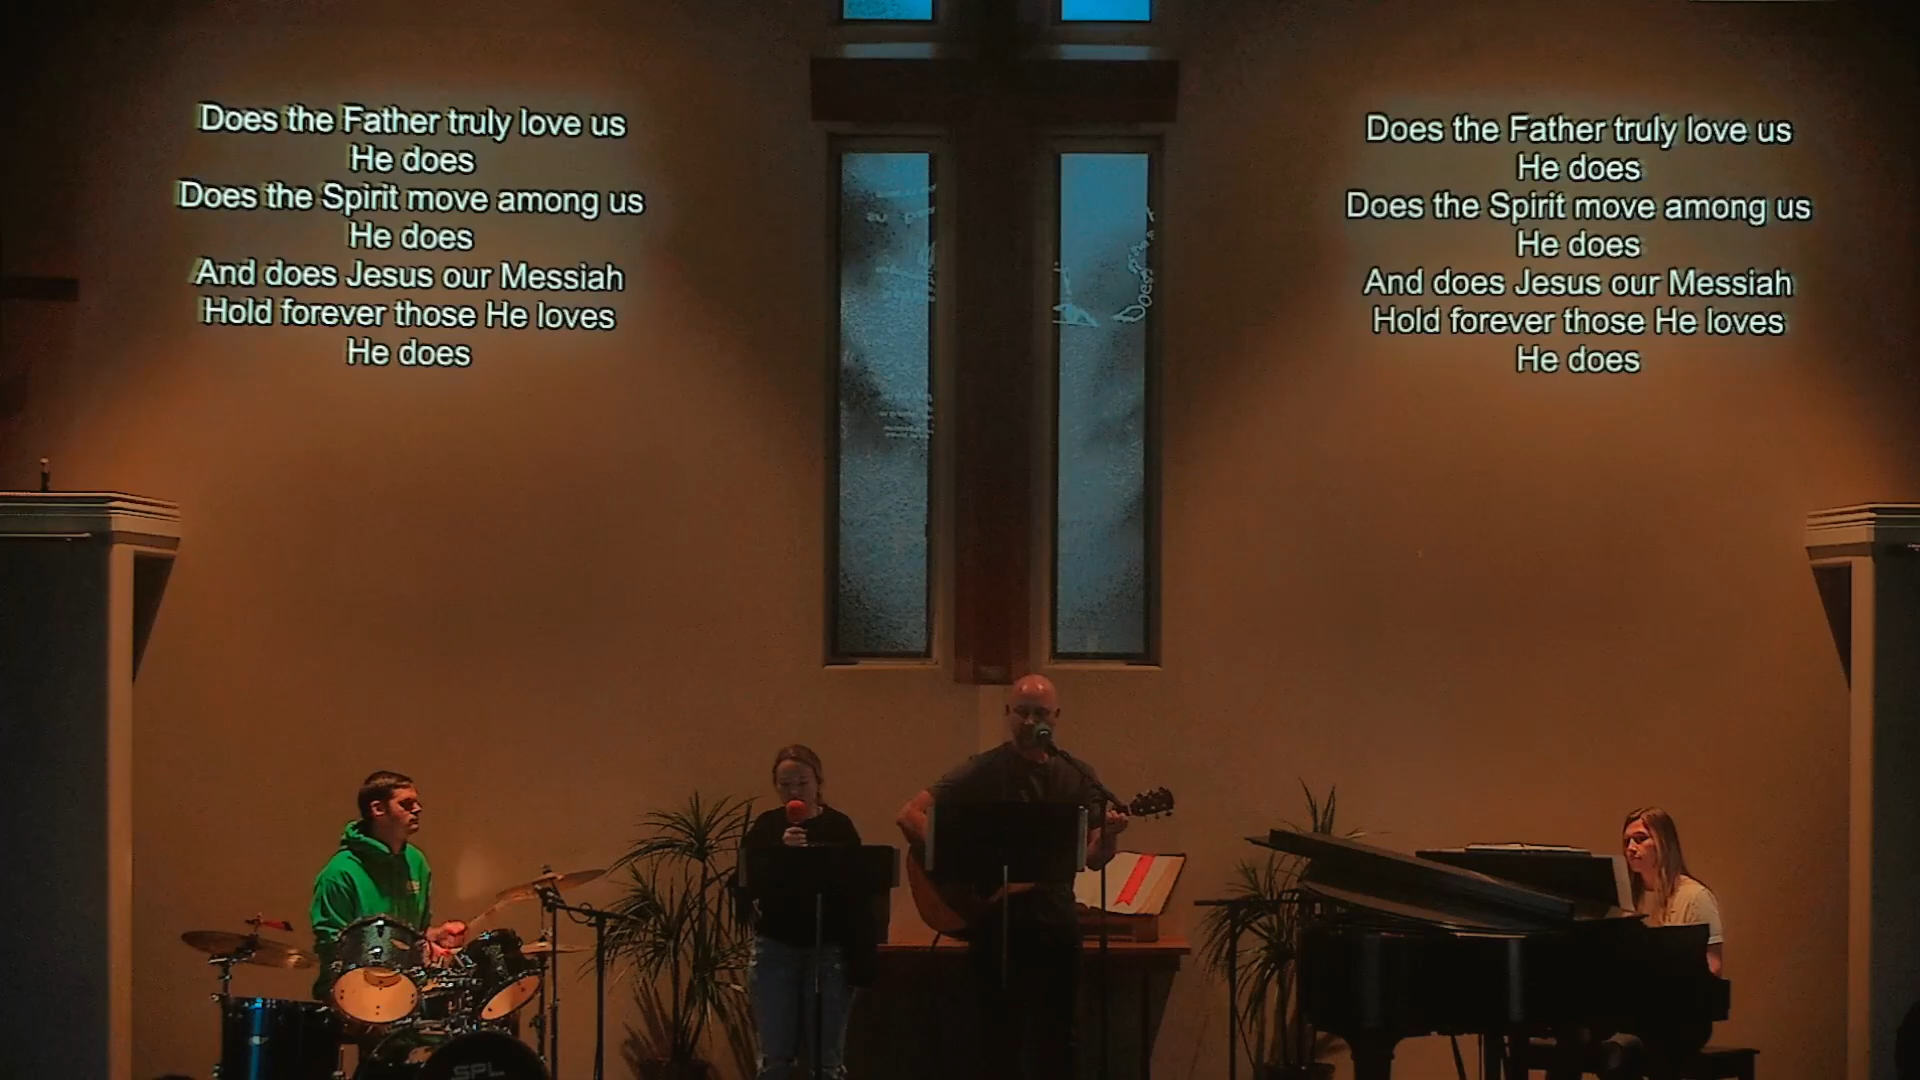 Does the Father truly love us
He does
Does the Spirit move among us
He does
And does Jesus our Messiah
Hold forever those He loves
He does
Does the Father truly love us
He does
Does the Spirit move among us
He does
And does Jesus our Messiah
Hold forever those He loves
He does
Does
SPL